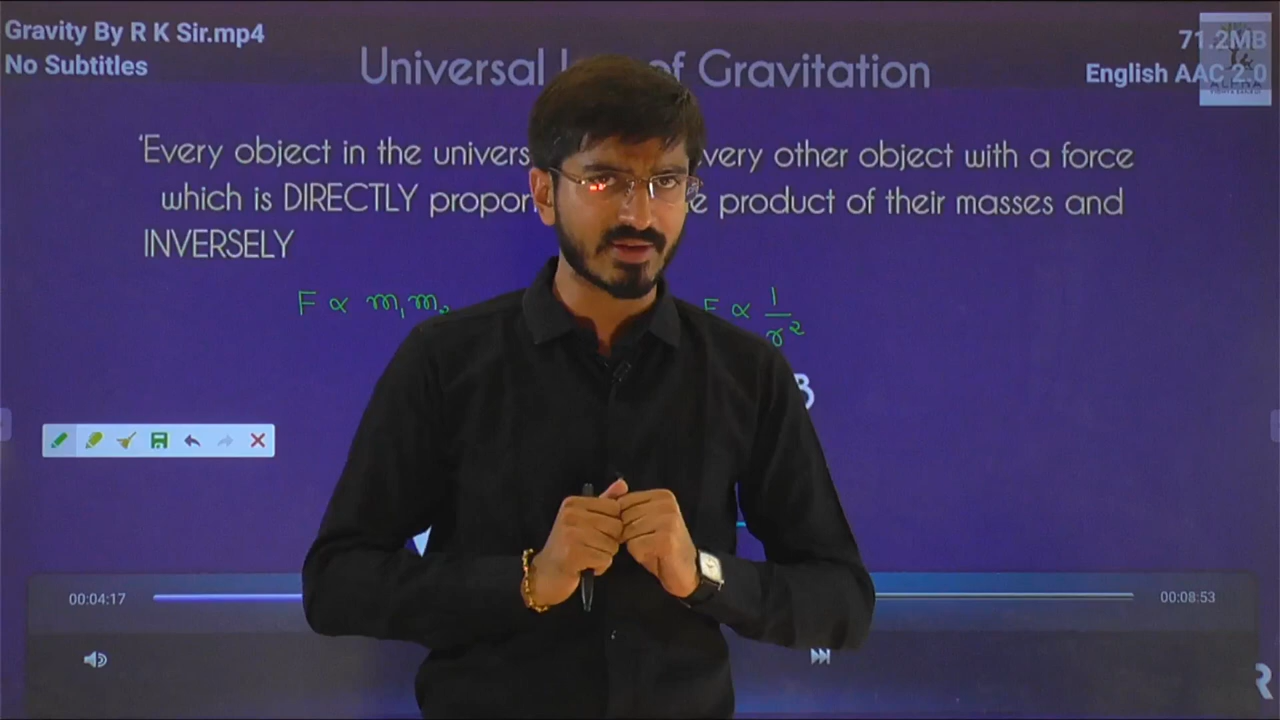 Gravity By R K Sir.mp4
71.2MB
No Subtitles
English AAC 2.0
Universal of Gravitation
'Every object in the very other object with a force
which is DIRECTLY product of their masses and
INVERSELY
F ∝ m₁m₂
F ∝ 1/r²
B
00:04:17
00:08:53
R